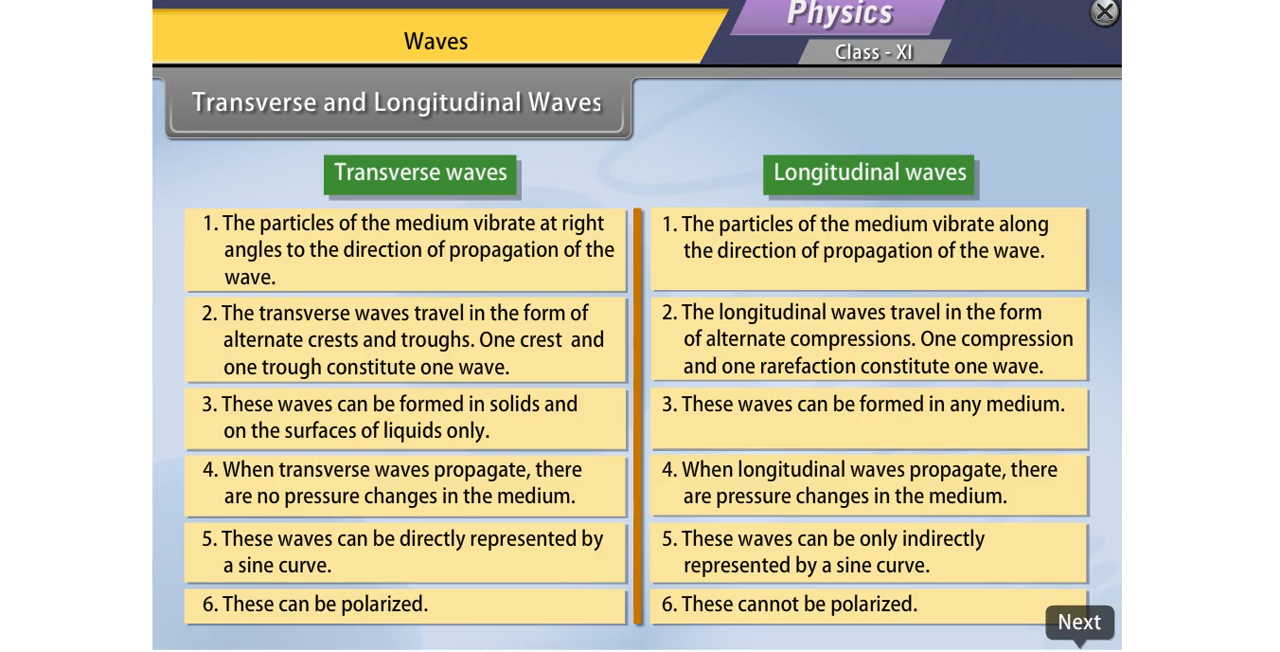 Physics
Waves
Class - XI
Transverse and Longitudinal Waves
Transverse waves
1. The particles of the medium vibrate at right
angles to the direction of propagation of the
wave.
2. The transverse waves travel in the form of
alternate crests and troughs. One crest and
one trough constitute one wave.
3. These waves can be formed in solids and
on the surfaces of liquids only.
4. When transverse waves propagate, there
are no pressure changes in the medium.
5. These waves can be directly represented by
a sine curve.
6. These can be polarized.
Longitudinal waves
1. The particles of the medium vibrate along
the direction of propagation of the wave.
2. The longitudinal waves travel in the form
of alternate compressions. One compression
and one rarefaction constitute one wave.
3. These waves can be formed in any medium.
4. When longitudinal waves propagate, there
are pressure changes in the medium.
5. These waves can be only indirectly
represented by a sine curve.
6. These cannot be polarized.
Next